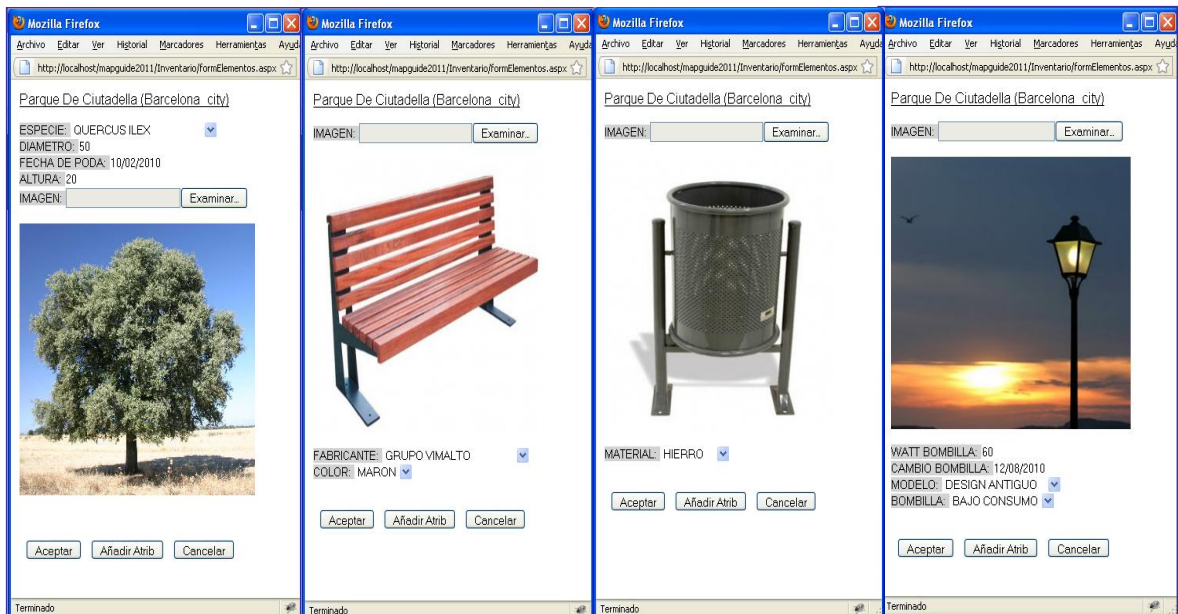 Mozilla Firefox
Archivo Editar Ver Historial Marcadores Herramientas Ayuda
http://localhost/mapguide2011/Inventario/formElementos.aspx
Parque De Ciutadella (Barcelona city)
ESPECIE: QUERCUS ILEX
DIAMETRO: 50
FECHA DE PODA: 10/02/2010
ALTURA: 20
IMAGEN: Examinar...
Aceptar Añadir Atrib Cancelar
Terminado
Mozilla Firefox
Archivo Editar Ver Historial Marcadores Herramientas Ayuda
http://localhost/mapguide2011/Inventario/formElementos.aspx
Parque De Ciutadella (Barcelona city)
IMAGEN: Examinar...
FABRICANTE: GRUPO VIMALTO
COLOR: MARON
Aceptar Añadir Atrib Cancelar
Terminado
Mozilla Firefox
Archivo Editar Ver Historial Marcadores Herramientas Ayud
http://localhost/mapguide2011/Inventario/formElementos.aspx
Parque De Ciutadella (Barcelona city)
IMAGEN: Examinar...
MATERIAL: HIERRO
Aceptar Añadir Atrib Cancelar
Terminado
Mozilla Firefox
Archivo Editar Ver Historial Marcadores Herramientas Ayud
http://localhost/mapguide2011/Inventario/formElementos.aspx
Parque De Ciutadella (Barcelona city)
IMAGEN: Examinar...
WATT BOMBILLA: 60
CAMBIO BOMBILLA: 12/08/2010
MODELO: DESIGN ANTIGUO
BOMBILLA: BAJO CONSUMO
Aceptar Añadir Atrib Cancelar
Terminado